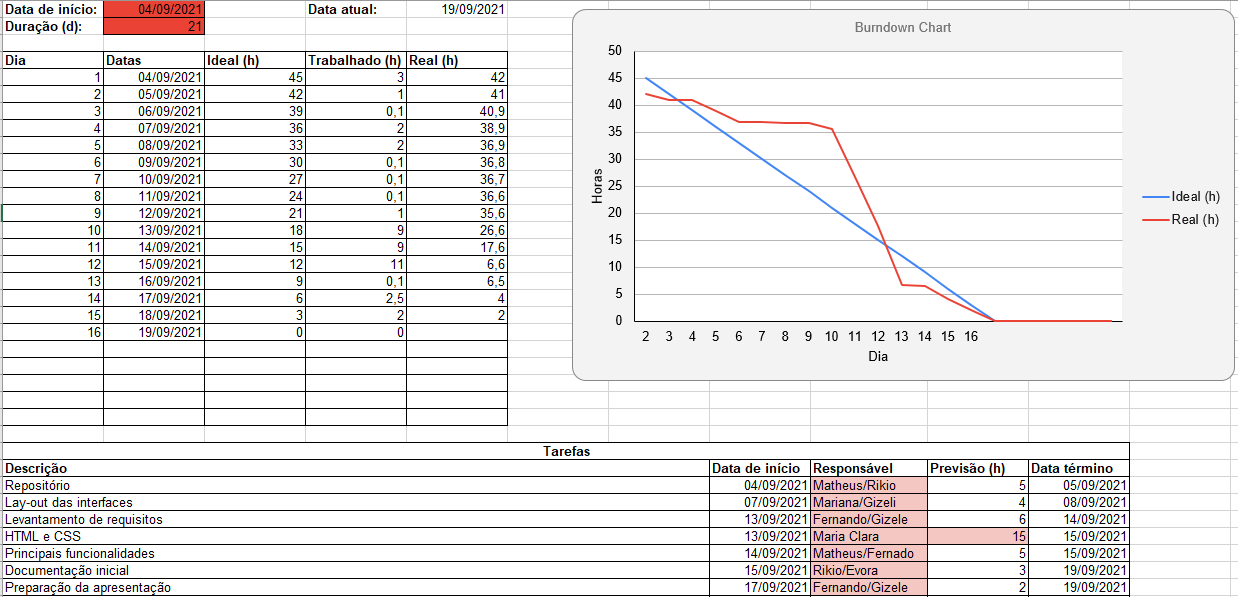 Data de início: 04/09/2021 Data atual: 19/09/2021
Duração (d): 21
Dia Datas Ideal (h) Trabalhado (h) Real (h)
1 04/09/2021 45 3 42
2 05/09/2021 42 1 41
3 06/09/2021 39 0,1 40,9
4 07/09/2021 36 2 38,9
5 08/09/2021 33 2 36,9
6 09/09/2021 30 0,1 36,8
7 10/09/2021 27 0,1 36,7
8 11/09/2021 24 0,1 36,6
9 12/09/2021 21 1 35,6
10 13/09/2021 18 9 26,6
11 14/09/2021 15 9 17,6
12 15/09/2021 12 11 6,6
13 16/09/2021 9 0,1 6,5
14 17/09/2021 6 2,5 4
15 18/09/2021 3 2 2
16 19/09/2021 0 0
Burndown Chart
50
45
40
35
30
25
20
15
10
5
0
Horas
2 3 4 5 6 7 8 9 10 11 12 13 14 15 16
Dia
Ideal (h)
Real (h)
Tarefas
Descrição Data de início Responsável Previsão (h) Data término
Repositório 04/09/2021 Matheus/Rikio 5 05/09/2021
Lay-out das interfaces 07/09/2021 Mariana/Gizeli 4 08/09/2021
Levantamento de requisitos 13/09/2021 Fernando/Gizele 6 14/09/2021
HTML e CSS 13/09/2021 Maria Clara 15 15/09/2021
Principais funcionalidades 14/09/2021 Matheus/Fernado 5 15/09/2021
Documentação inicial 15/09/2021 Rikio/Evora 3 19/09/2021
Preparação da apresentação 17/09/2021 Fernando/Gizele 2 19/09/2021